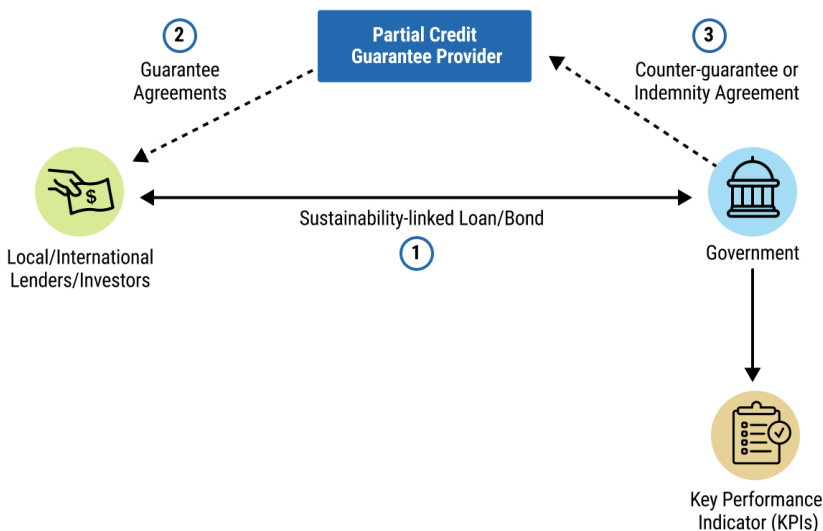 2
Guarantee
Agreements
Partial Credit
Guarantee Provider
3
Counter-guarantee or
Indemnity Agreement
$
Local/International
Lenders/Investors
Sustainability-linked Loan/Bond
1
Government
Key Performance
Indicator (KPIs)